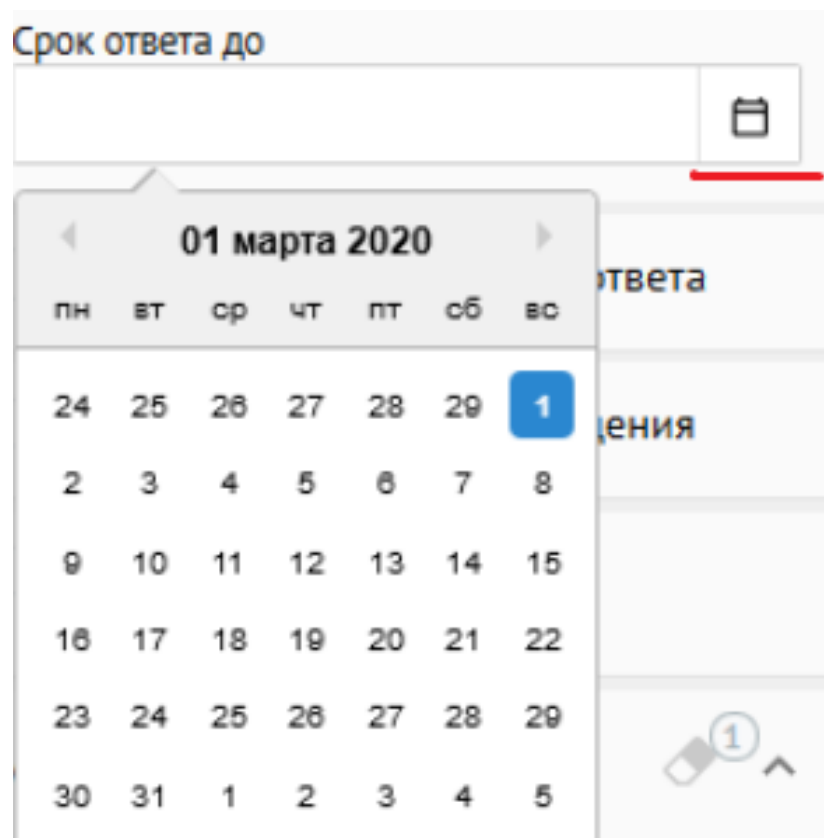 Срок ответа до
01 марта 2020
пн вт ср чт пт сб вс
24 25 26 27 28 29 1
2 3 4 5 6 7 8
9 10 11 12 13 14 15
16 17 18 19 20 21 22
23 24 25 26 27 28 29
30 31 1 2 3 4 5
ответа
1